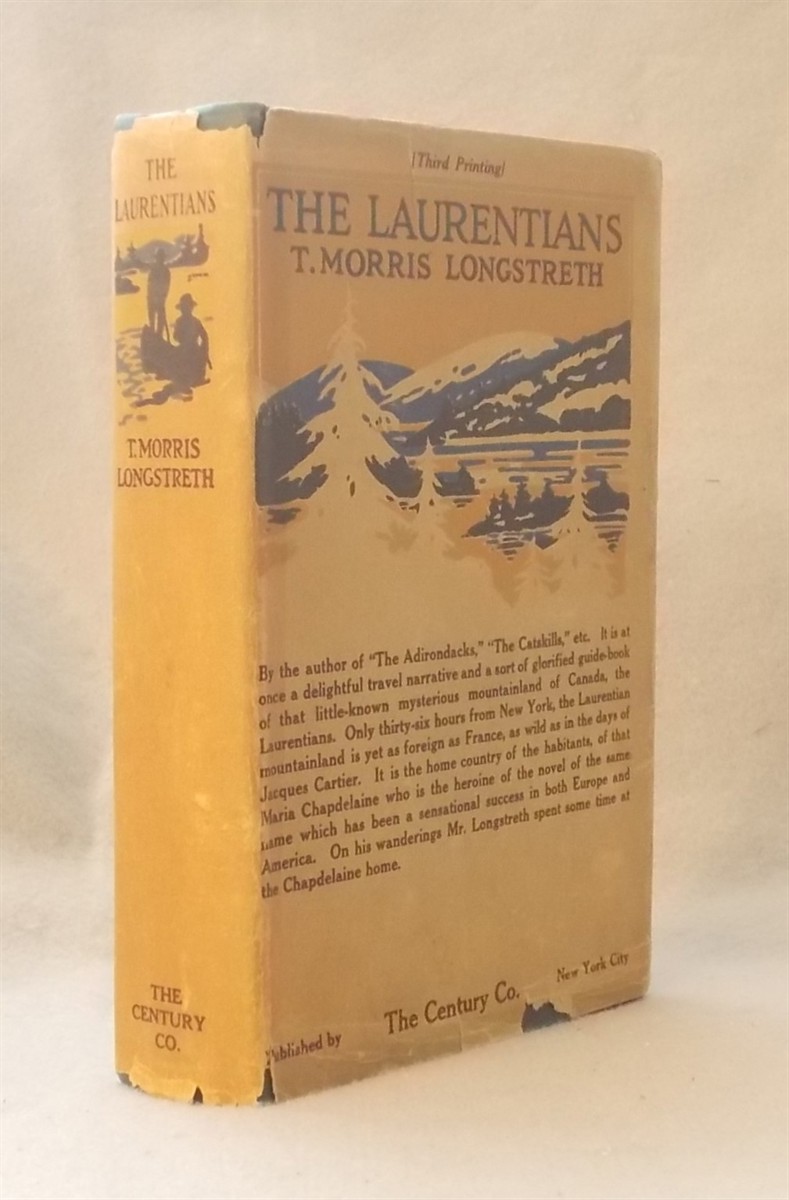 THE
LAURENTIANS
T. MORRIS
LONGSTRETH
THE
CENTURY
CO.
[Third Printing]
THE LAURENTIANS
T. MORRIS LONGSTRETH
By the author of "The Adirondacks," "The Catskills," etc. It is at
once a delightful travel narrative and a sort of glorified guide-book
of that little-known mysterious mountainland of Canada, the
Laurentians. Only thirty-six hours from New York, the Laurentian
mountainland is yet as foreign as France, as wild as in the days of
Jacques Cartier. It is the home country of the habitants, of that
Maria Chapdelaine who is the heroine of the novel of the same
name which has been a sensational success in both Europe and
America. On his wanderings Mr. Longstreth spent some time at
the Chapdelaine home.
Published by The Century Co. New York City